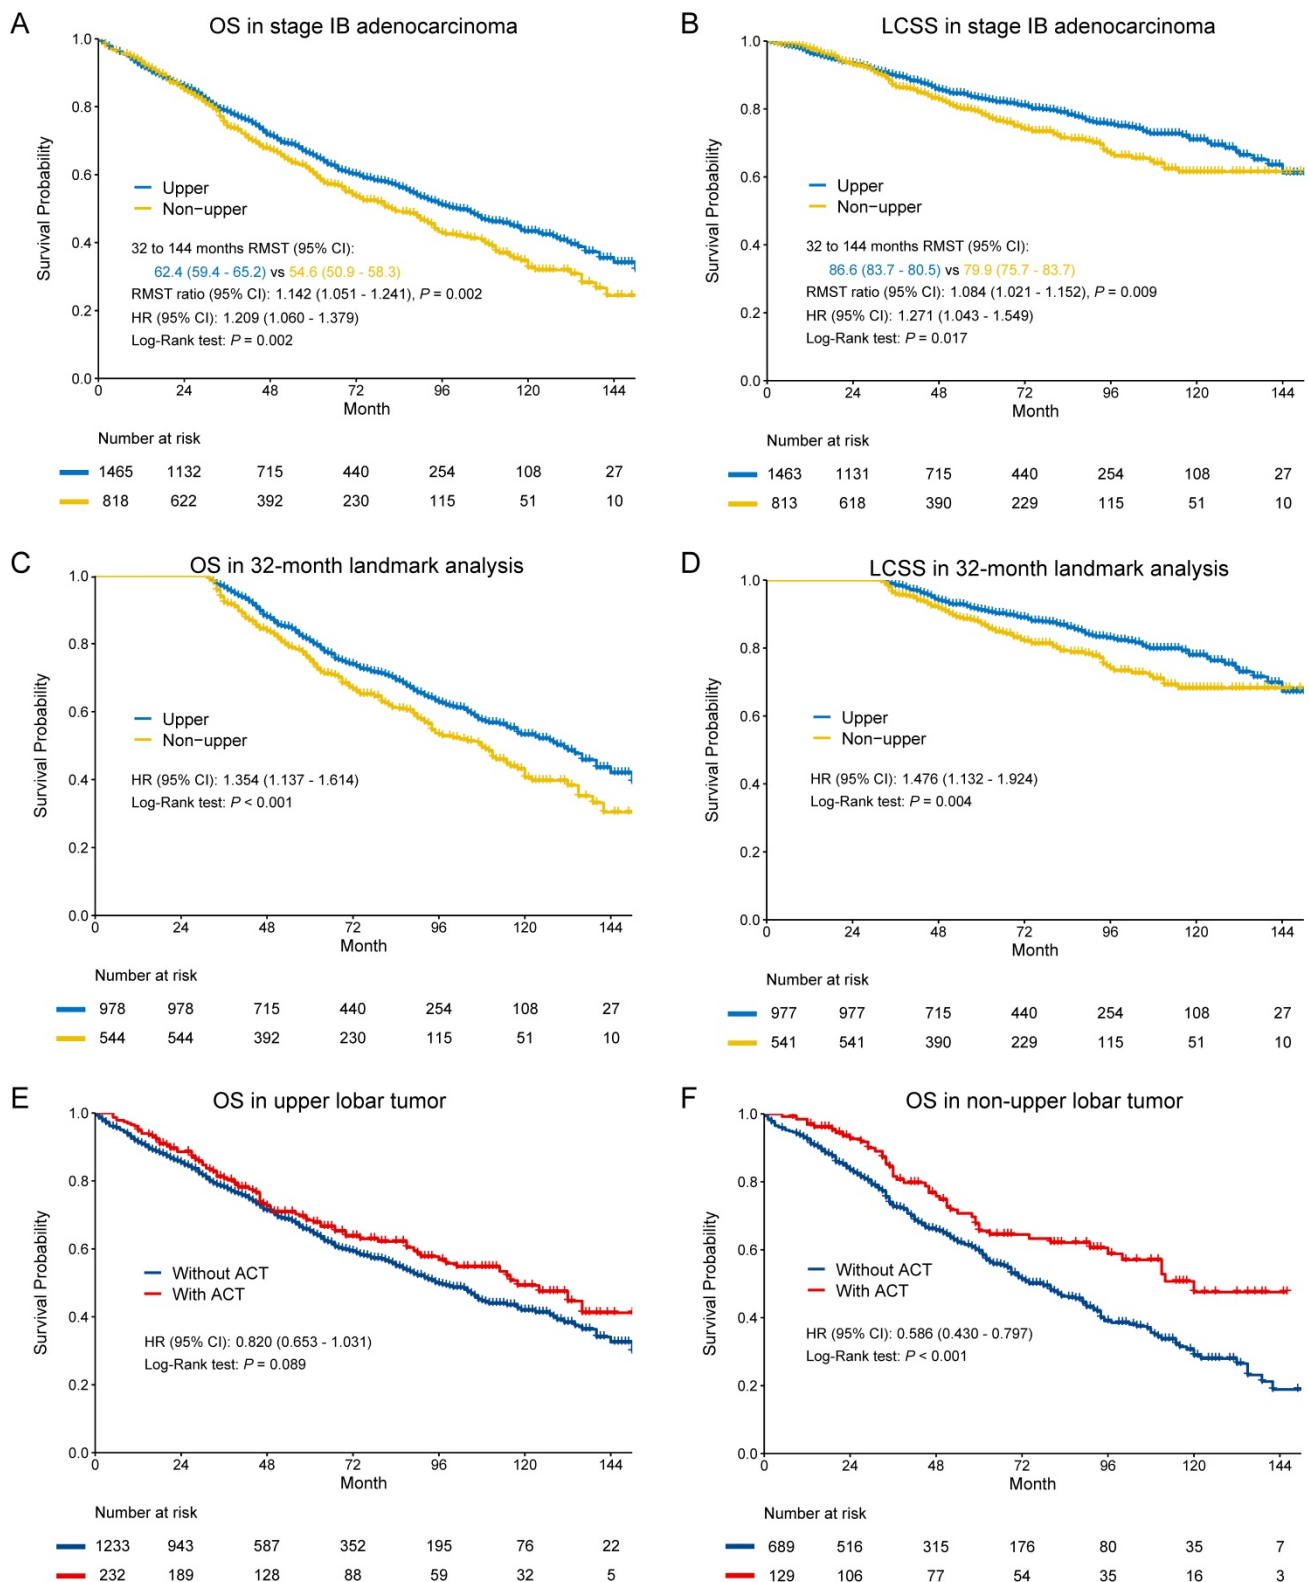 A
OS in stage IB adenocarcinoma
Survival Probability
1.0
0.8
0.6
0.4
0.2
0.0
Upper
Non−upper
32 to 144 months RMST (95% CI):
62.4 (59.4 - 65.2) vs 54.6 (50.9 - 58.3)
RMST ratio (95% CI): 1.142 (1.051 - 1.241), P = 0.002
HR (95% CI): 1.209 (1.060 - 1.379)
Log-Rank test: P = 0.002
0 24 48 72 96 120 144
Month
Number at risk
1465 1132 715 440 254 108 27
818 622 392 230 115 51 10
B
LCSS in stage IB adenocarcinoma
Survival Probability
1.0
0.8
0.6
0.4
0.2
0.0
Upper
Non−upper
32 to 144 months RMST (95% CI):
86.6 (83.7 - 80.5) vs 79.9 (75.7 - 83.7)
RMST ratio (95% CI): 1.084 (1.021 - 1.152), P = 0.009
HR (95% CI): 1.271 (1.043 - 1.549)
Log-Rank test: P = 0.017
0 24 48 72 96 120 144
Month
Number at risk
1463 1131 715 440 254 108 27
813 618 390 229 115 51 10
C
OS in 32-month landmark analysis
Survival Probability
1.0
0.8
0.6
0.4
0.2
0.0
Upper
Non−upper
HR (95% CI): 1.354 (1.137 - 1.614)
Log-Rank test: P < 0.001
0 24 48 72 96 120 144
Month
Number at risk
978 978 715 440 254 108 27
544 544 392 230 115 51 10
D
LCSS in 32-month landmark analysis
Survival Probability
1.0
0.8
0.6
0.4
0.2
0.0
Upper
Non−upper
HR (95% CI): 1.476 (1.132 - 1.924)
Log-Rank test: P = 0.004
0 24 48 72 96 120 144
Month
Number at risk
977 977 715 440 254 108 27
541 541 390 229 115 51 10
E
OS in upper lobar tumor
Survival Probability
1.0
0.8
0.6
0.4
0.2
0.0
Without ACT
With ACT
HR (95% CI): 0.820 (0.653 - 1.031)
Log-Rank test: P = 0.089
0 24 48 72 96 120 144
Month
Number at risk
1233 943 587 352 195 76 22
232 189 128 88 59 32 5
F
OS in non-upper lobar tumor
Survival Probability
1.0
0.8
0.6
0.4
0.2
0.0
Without ACT
With ACT
HR (95% CI): 0.586 (0.430 - 0.797)
Log-Rank test: P < 0.001
0 24 48 72 96 120 144
Month
Number at risk
689 516 315 176 80 35 7
129 106 77 54 35 16 3